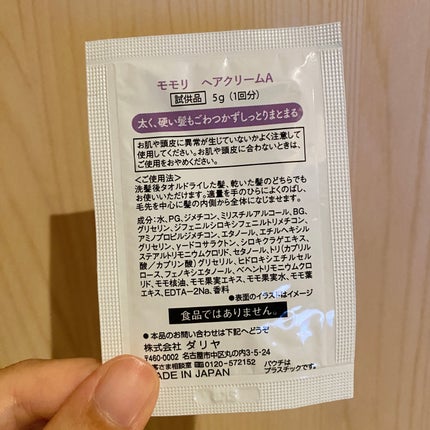 モモリ ヘアクリームA
試供品 5g(1回分)
太く、硬い髪もごわつかずしっとりまとまる
お肌や頭皮に異常が生じていないかよく注意して
使用してください。お肌や頭皮に合わないときは、
ご使用をおやめください。
<ご使用法>
洗髪後タオルドライした髪、乾いた髪のどちらでも
お使いいただけます。適量を手のひらによくのばし、
毛先を中心に髪の内側から全体になじませます。
成分:水、PG、ジメチコン、ミリスチルアルコール、BG、
グリセリン、ジフェニルシロキシフェニルトリメチコン、
アミノプロピルジメチコン、エタノール、エチルヘキシル
グリセリン、γ-ドコサラクトン、シロキクラゲエキス、
ステアルトリモニウムクロリド、セタノール、トリ(カプリル
酸/カプリン酸)グリセリル、ヒドロキシエチルセル
ロース、フェノキシエタノール、ベヘントリモニウムクロ
リド、モモ核油、モモ果実エキス、モモ果実水、モモ葉
エキス、EDTA-2Na、香料
●表面のイラストはイメージ
食品ではありません。
●本品のお問い合わせは下記へどうぞ
株式会社 ダリヤ
〒460-0002 名古屋市中区丸の内3-5-24
客さま相談室 0120-572152
MADE IN JAPAN
パウチは
プラスチックです。